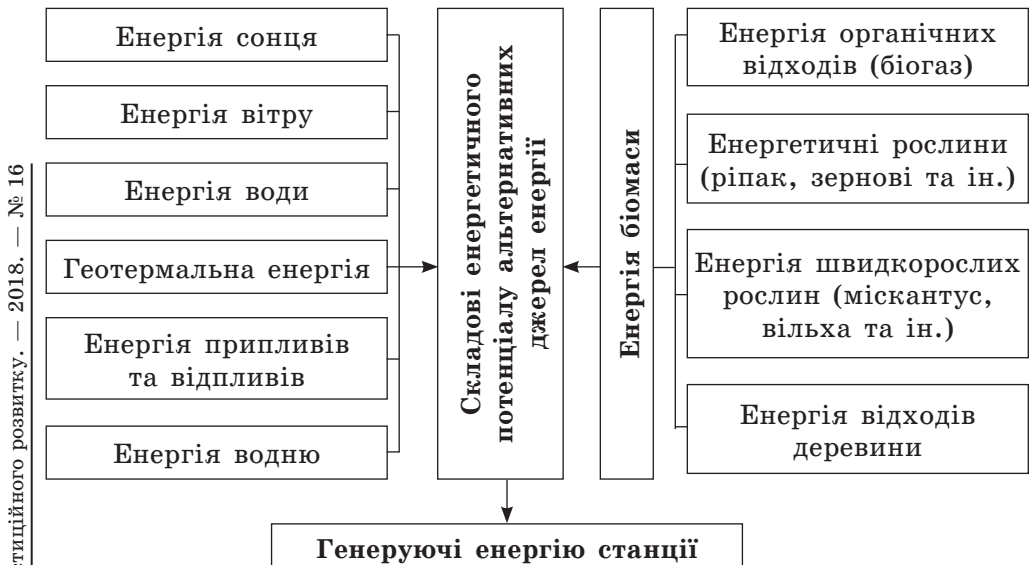 Енергія сонця
Енергія вітру
Енергія води
Геотермальна енергія
Енергія припливів
та відпливів
Енергія водню
Складові енергетичного
потенціалу альтернативних
джерел енергії
Енергія біомаси
Енергія органічних
відходів (біогаз)
Енергетичні рослини
(ріпак, зернові та ін.)
Енергія швидкорослих
рослин (міскантус,
вільха та ін.)
Енергія відходів
деревини
Генеруючі енергію станції
розвитку. — 2018. — № 16